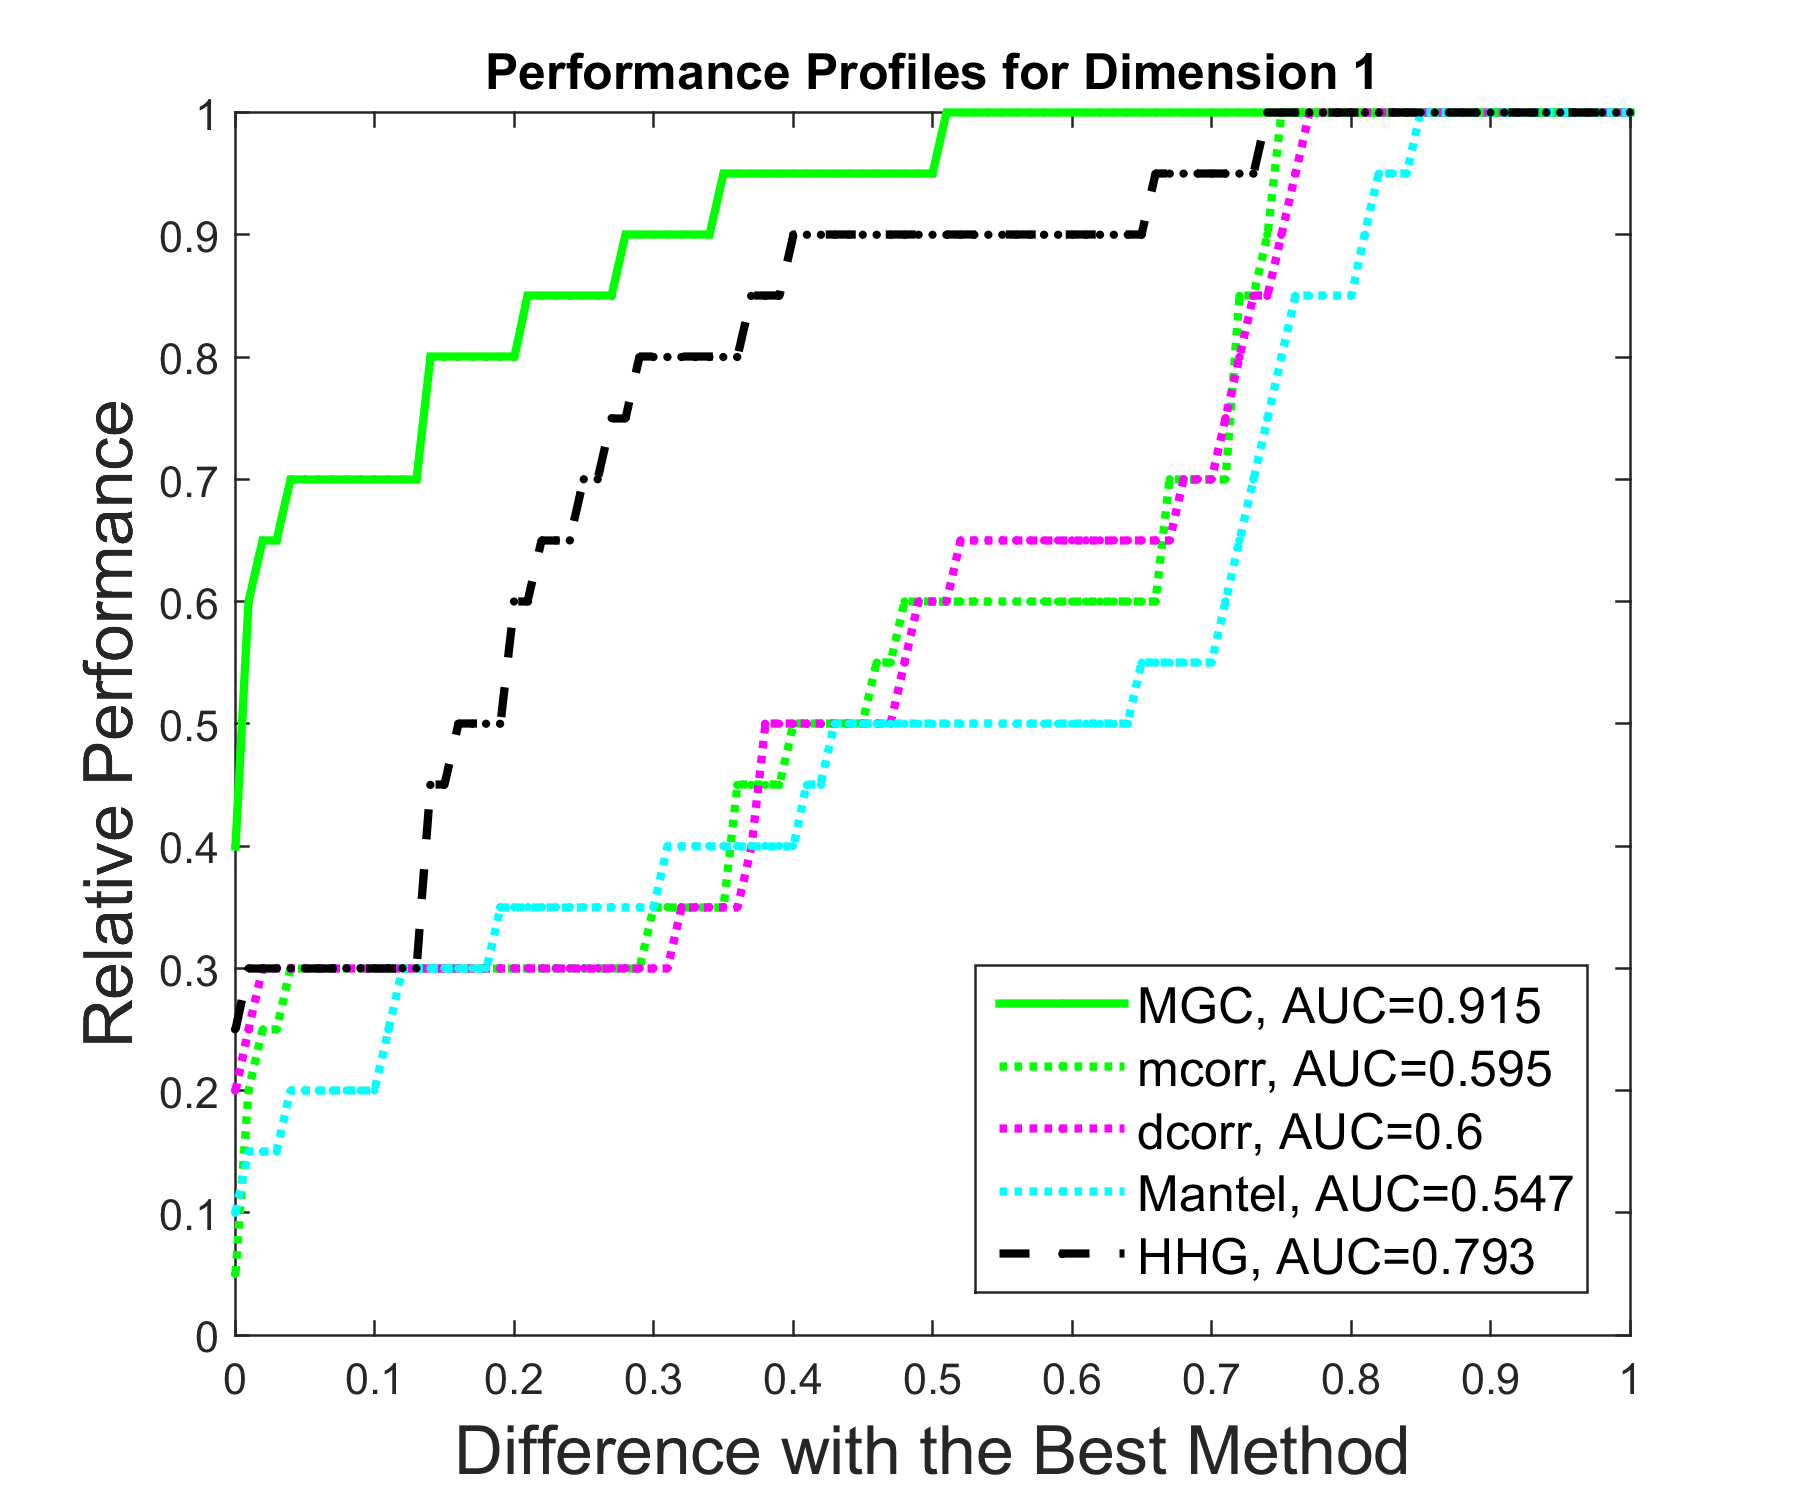 Performance Profiles for Dimension 1
Relative Performance
1
0.9
0.8
0.7
0.6
0.5
0.4
0.3
0.2
0.1
0
MGC, AUC=0.915
mcorr, AUC=0.595
dcorr, AUC=0.6
Mantel, AUC=0.547
HHG, AUC=0.793
0 0.1 0.2 0.3 0.4 0.5 0.6 0.7 0.8 0.9 1
Difference with the Best Method